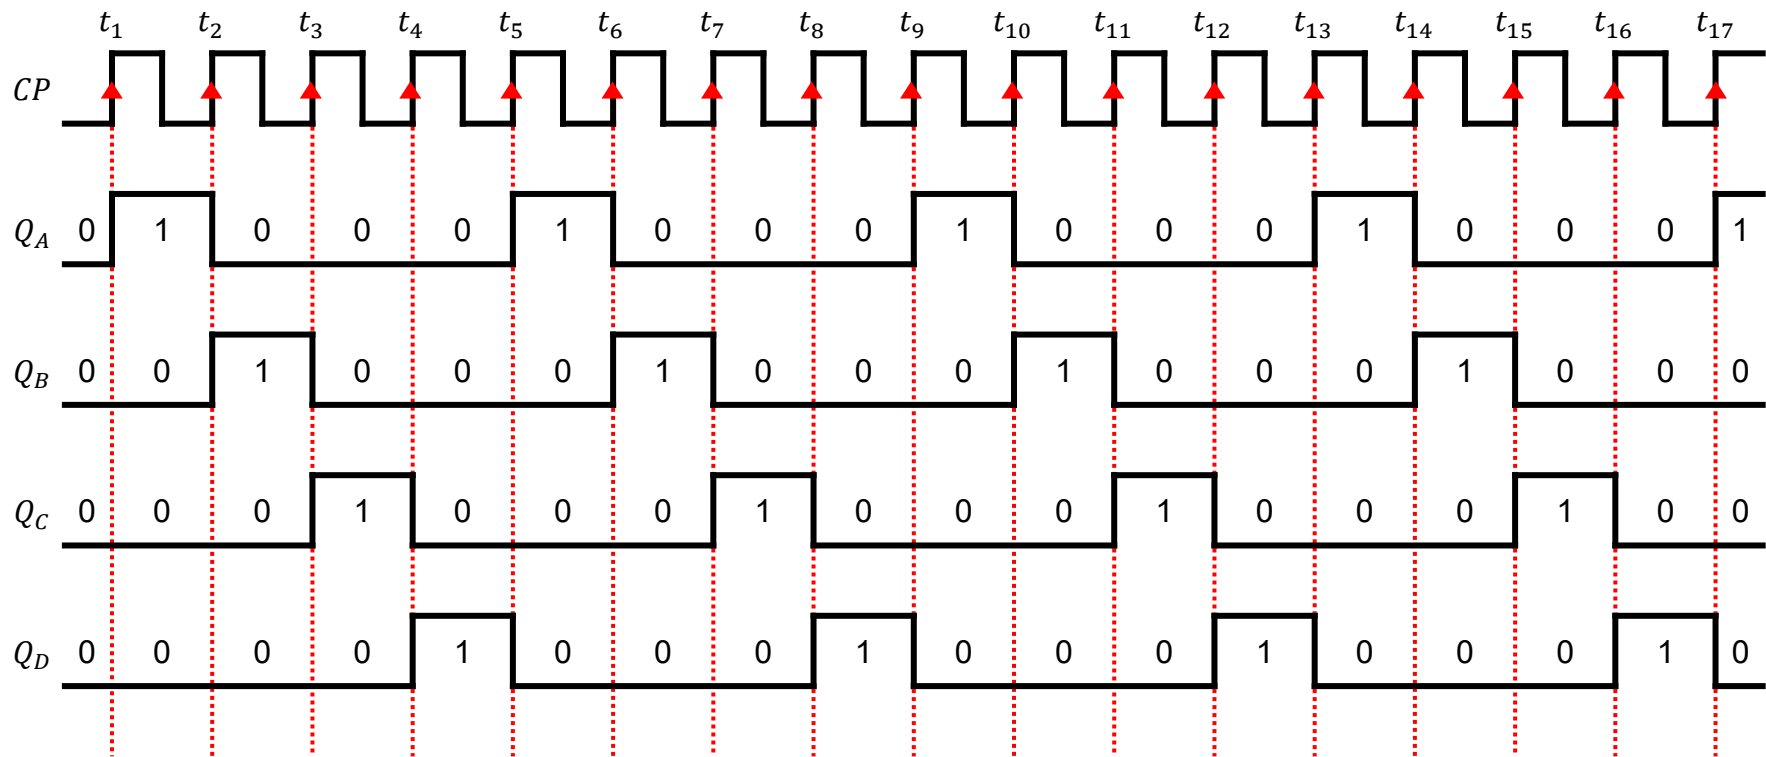 t₁ t₂ t₃ t₄ t₅ t₆ t₇ t₈ t₉ t₁₀ t₁₁ t₁₂ t₁₃ t₁₄ t₁₅ t₁₆ t₁₇
CP
Q_A 0 1 0 0 0 1 0 0 0 1 0 0 0 1 0 0 0 1
Q_B 0 0 1 0 0 0 1 0 0 0 1 0 0 0 1 0 0 0
Q_C 0 0 0 1 0 0 0 1 0 0 0 1 0 0 0 1 0 0
Q_D 0 0 0 0 1 0 0 0 1 0 0 0 1 0 0 0 1 0